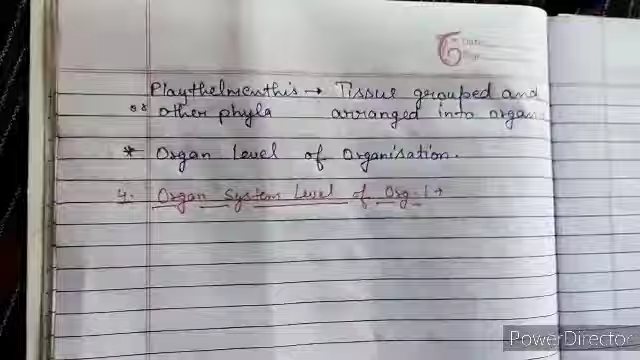 Playthelmenthis → Tissue grouped and
or other phyla arranged into organ
* Organ Level of Organisation.
4. Organ System Level of Org. |→
PowerDirector